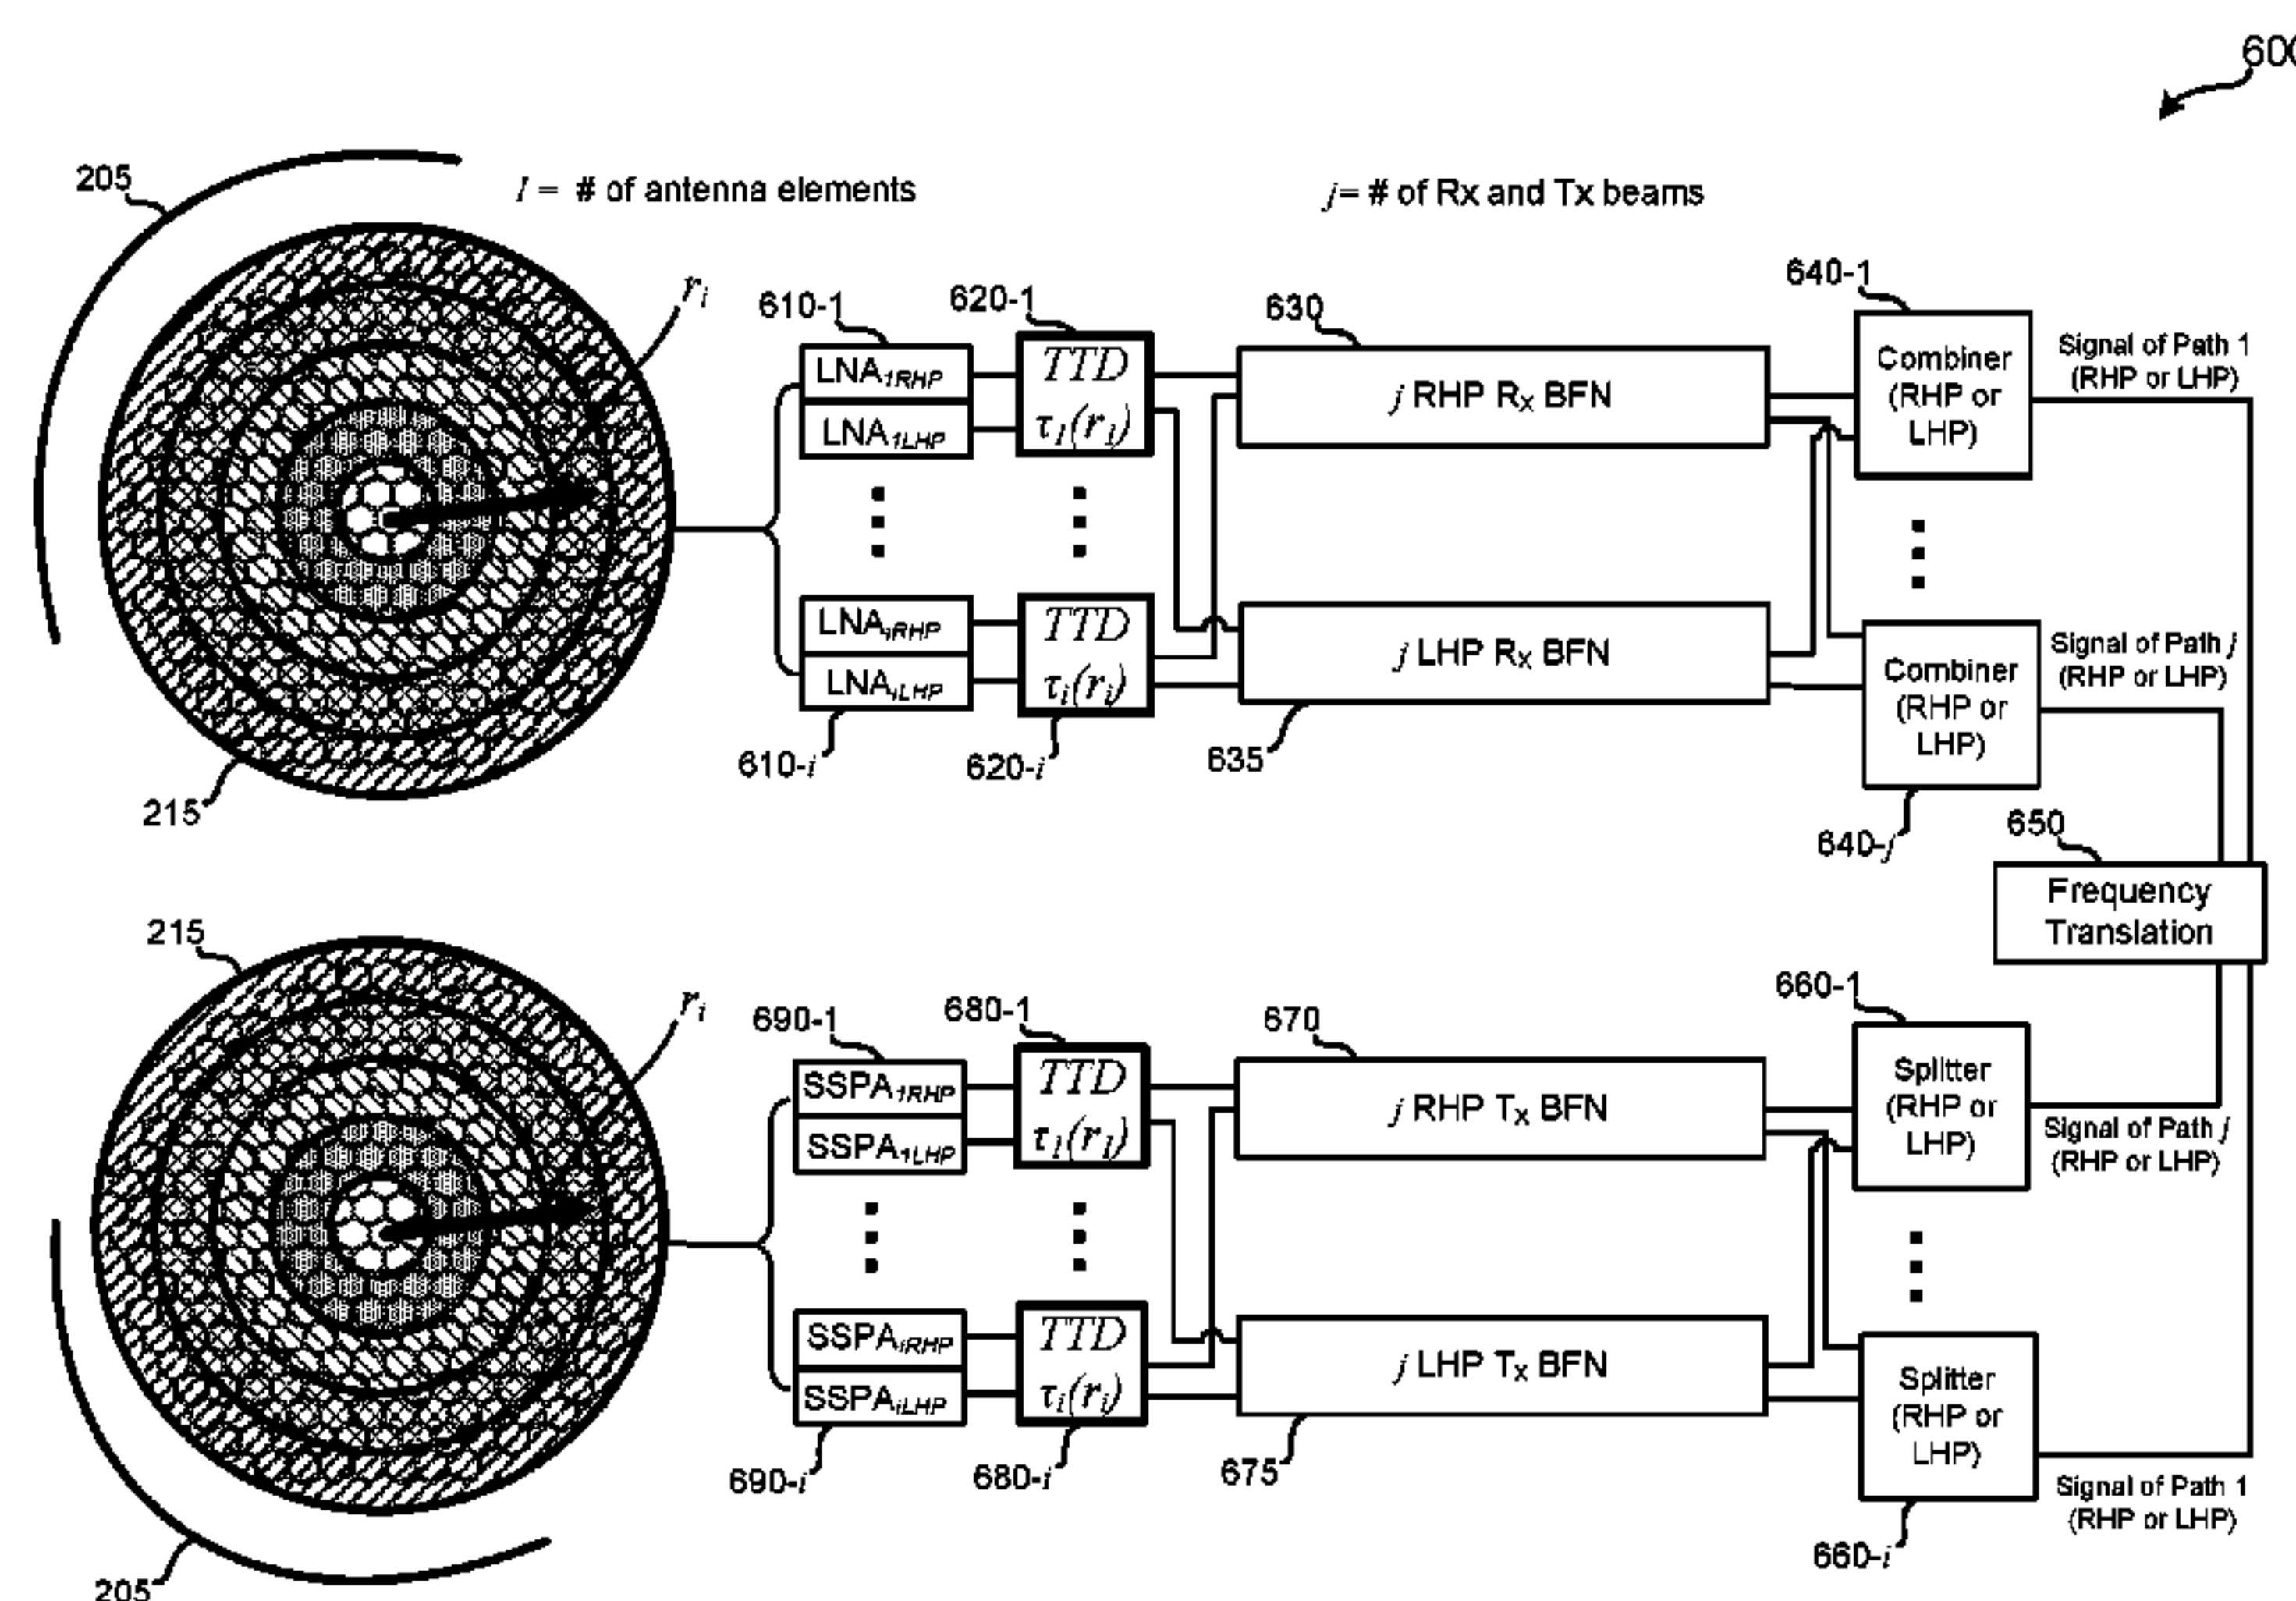 600
205
I = # of antenna elements
j= # of Rx and Tx beams
ri
610-1
620-1
630
640-1
LNA1RHP
LNA1LHP
TTD
τ1(r1)
j RHP RX BFN
Combiner
(RHP or
LHP)
Signal of Path 1
(RHP or LHP)
LNAiRHP
LNAiLHP
TTD
τi(ri)
j LHP RX BFN
Combiner
(RHP or
LHP)
Signal of Path j
(RHP or LHP)
610-i
620-i
635
640-j
215
650
Frequency
Translation
215
ri
690-1
680-1
670
660-1
SSPA1RHP
SSPA1LHP
TTD
τ1(r1)
j RHP TX BFN
Splitter
(RHP or
LHP)
Signal of Path j
(RHP or LHP)
SSPAiRHP
SSPAiLHP
TTD
τi(ri)
j LHP TX BFN
Splitter
(RHP or
LHP)
Signal of Path 1
(RHP or LHP)
690-i
680-i
675
660-i
205